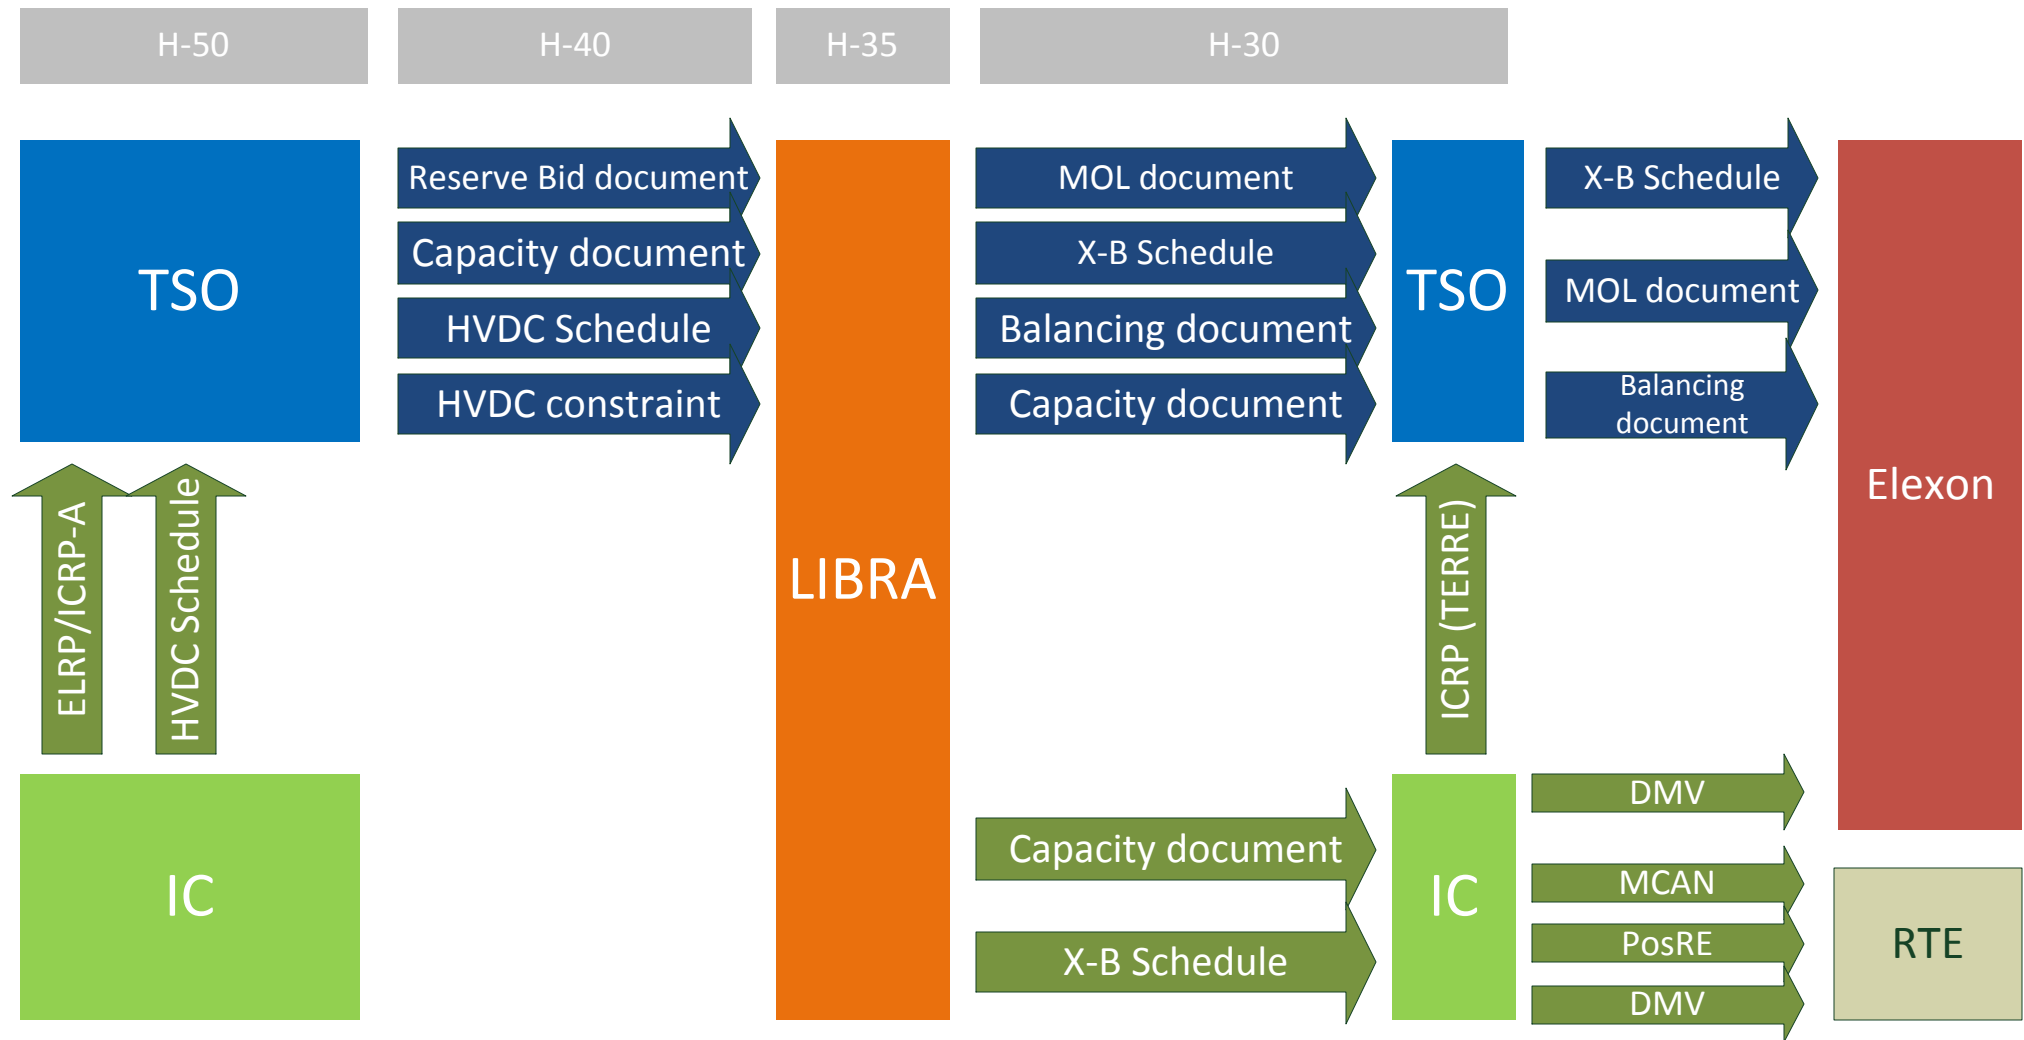 H-50
H-40
H-35
H-30
TSO
Reserve Bid document
Capacity document
HVDC Schedule
HVDC constraint
LIBRA
MOL document
X-B Schedule
Balancing document
Capacity document
TSO
X-B Schedule
MOL document
Balancing
document
Elexon
ELRP/ICRP-A
HVDC Schedule
ICRP (TERRE)
IC
Capacity document
X-B Schedule
IC
DMV
MCAN
PosRE
DMV
RTE